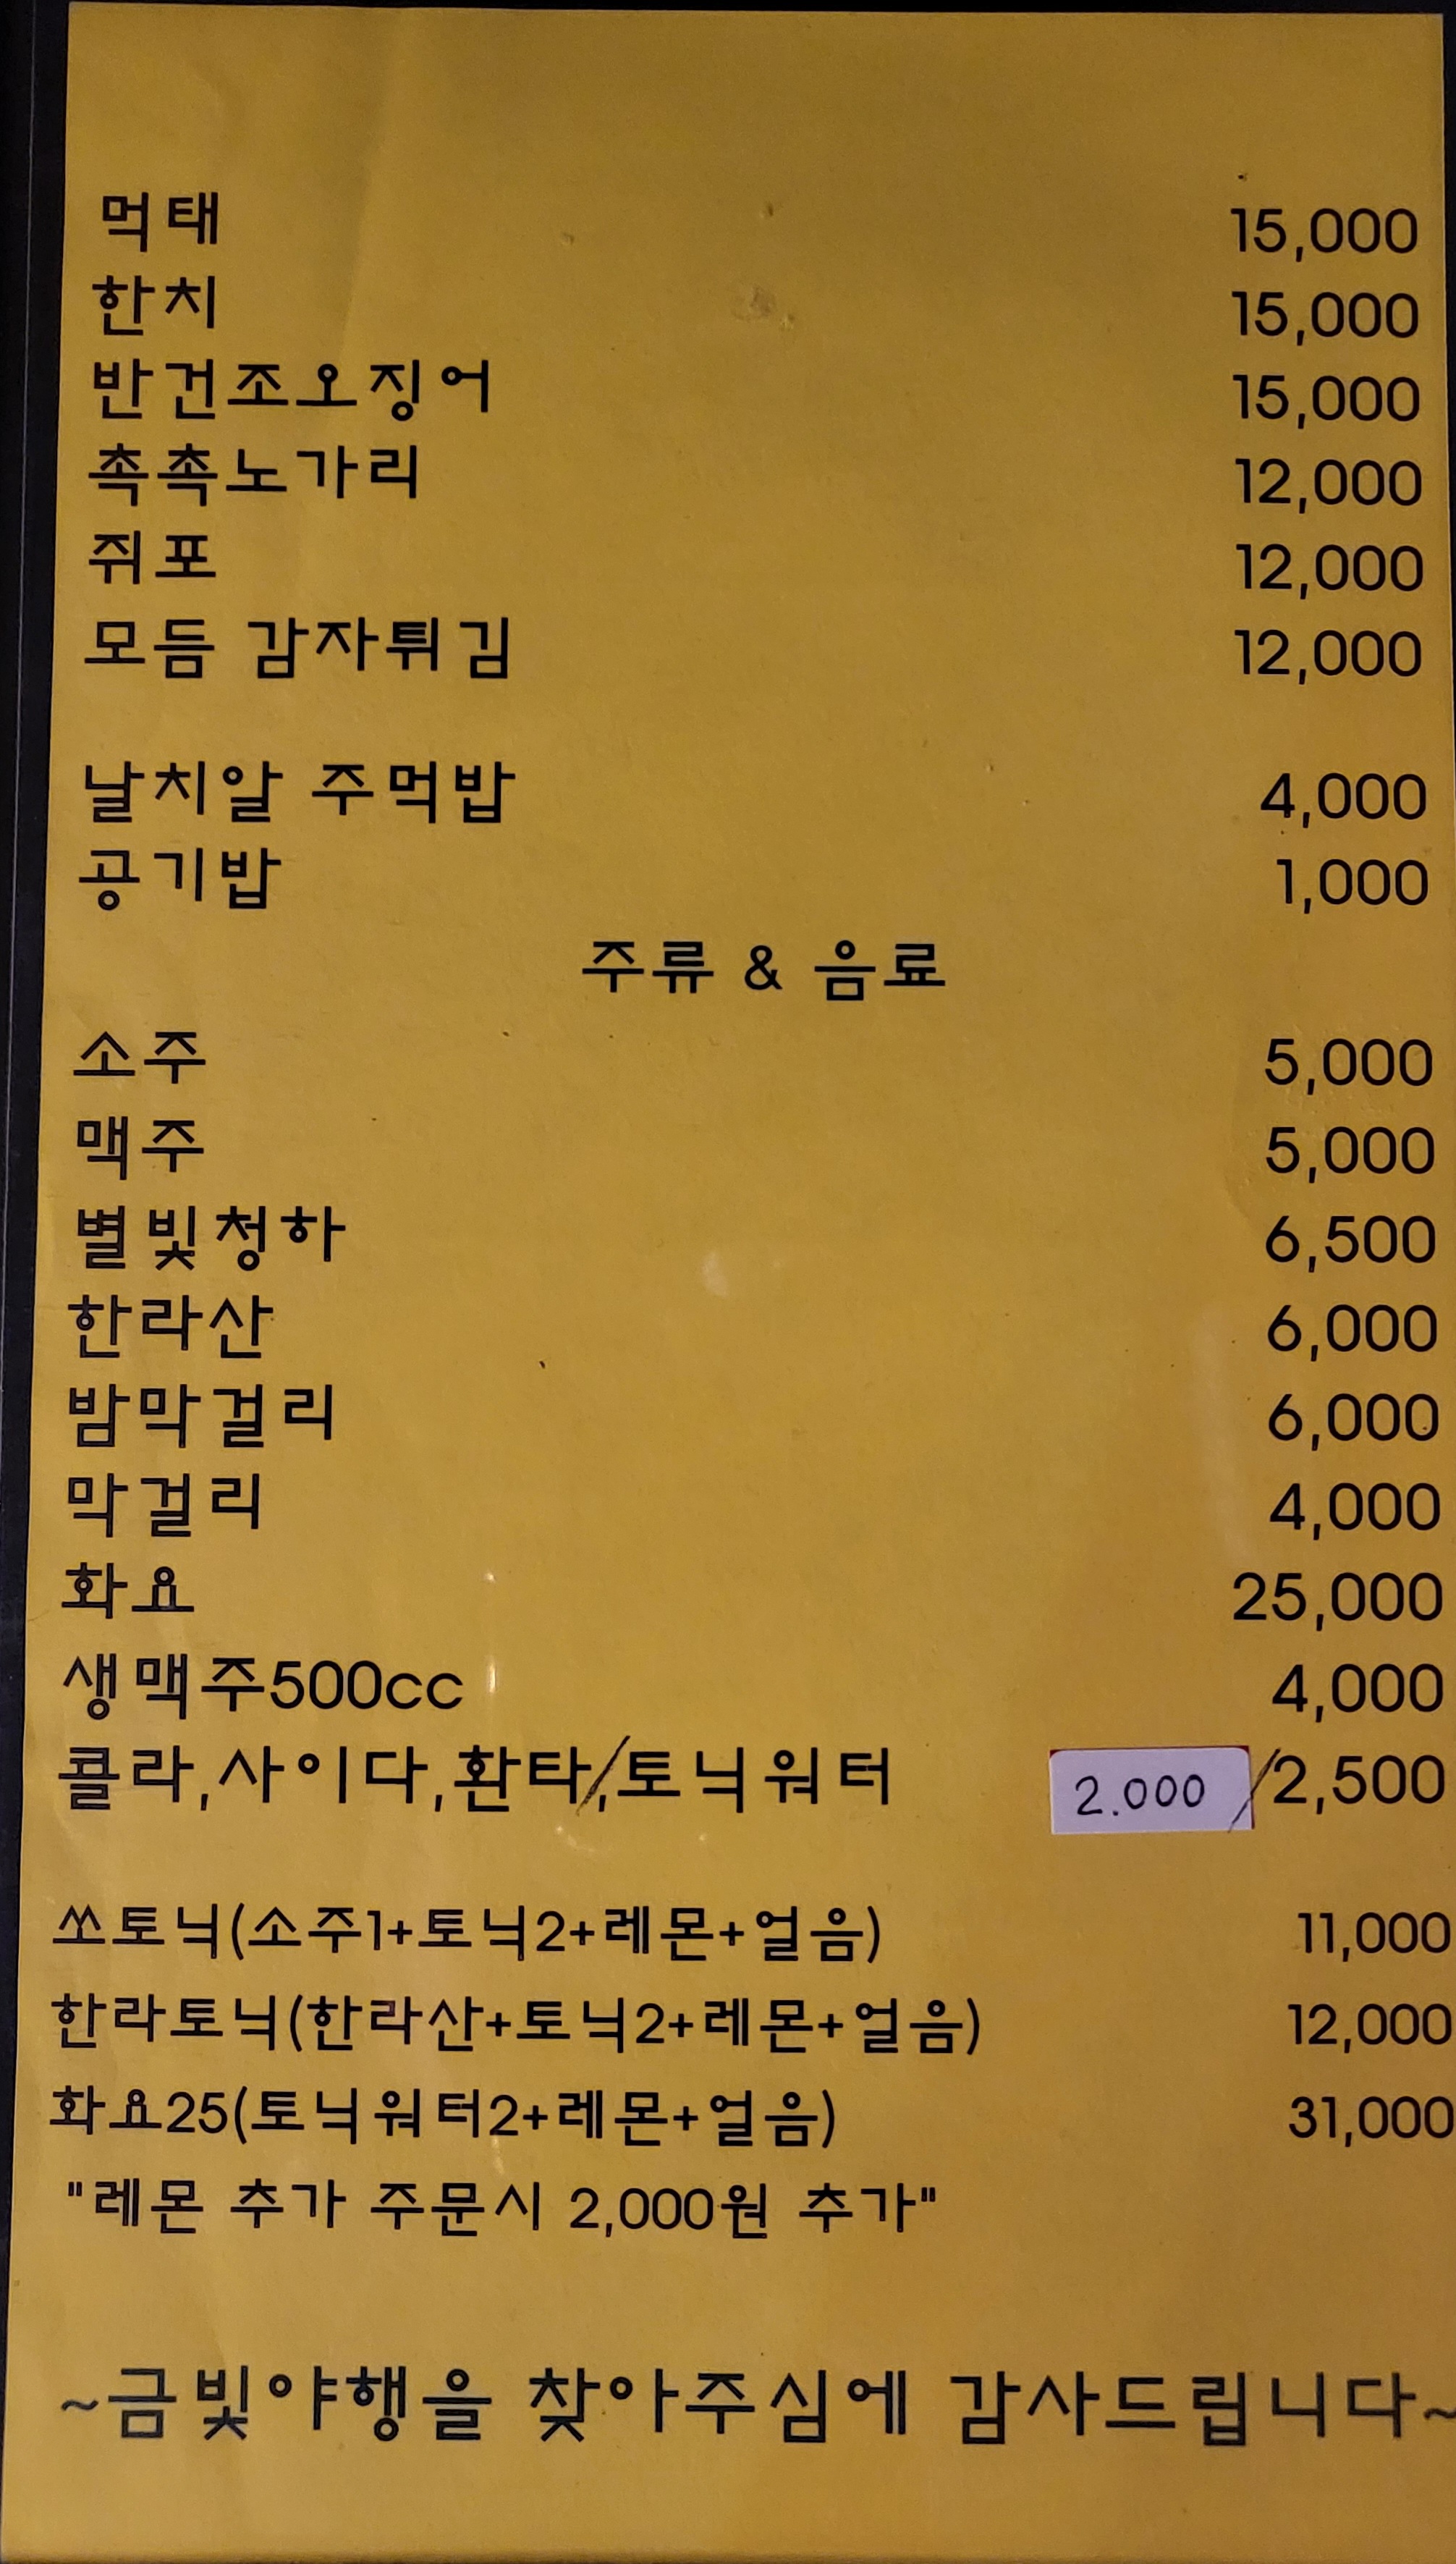 먹태 15,000
한치 15,000
반건조오징어 15,000
촉촉노가리 12,000
쥐포 12,000
모듬 감자튀김 12,000
날치알 주먹밥 4,000
공기밥 1,000
주류 & 음료
소주 5,000
맥주 5,000
별빛청하 6,500
한라산 6,000
밤막걸리 6,000
막걸리 4,000
화요 25,000
생맥주500cc 4,000
콜라,사이다,환타/,토닉워터 2.000 /2,500
쏘토닉(소주1+토닉2+레몬+얼음) 11,000
한라토닉(한라산+토닉2+레몬+얼음) 12,000
화요25(토닉워터2+레몬+얼음) 31,000
"레몬 추가 주문시 2,000원 추가"
~금빛야행을 찾아주심에 감사드립니다~